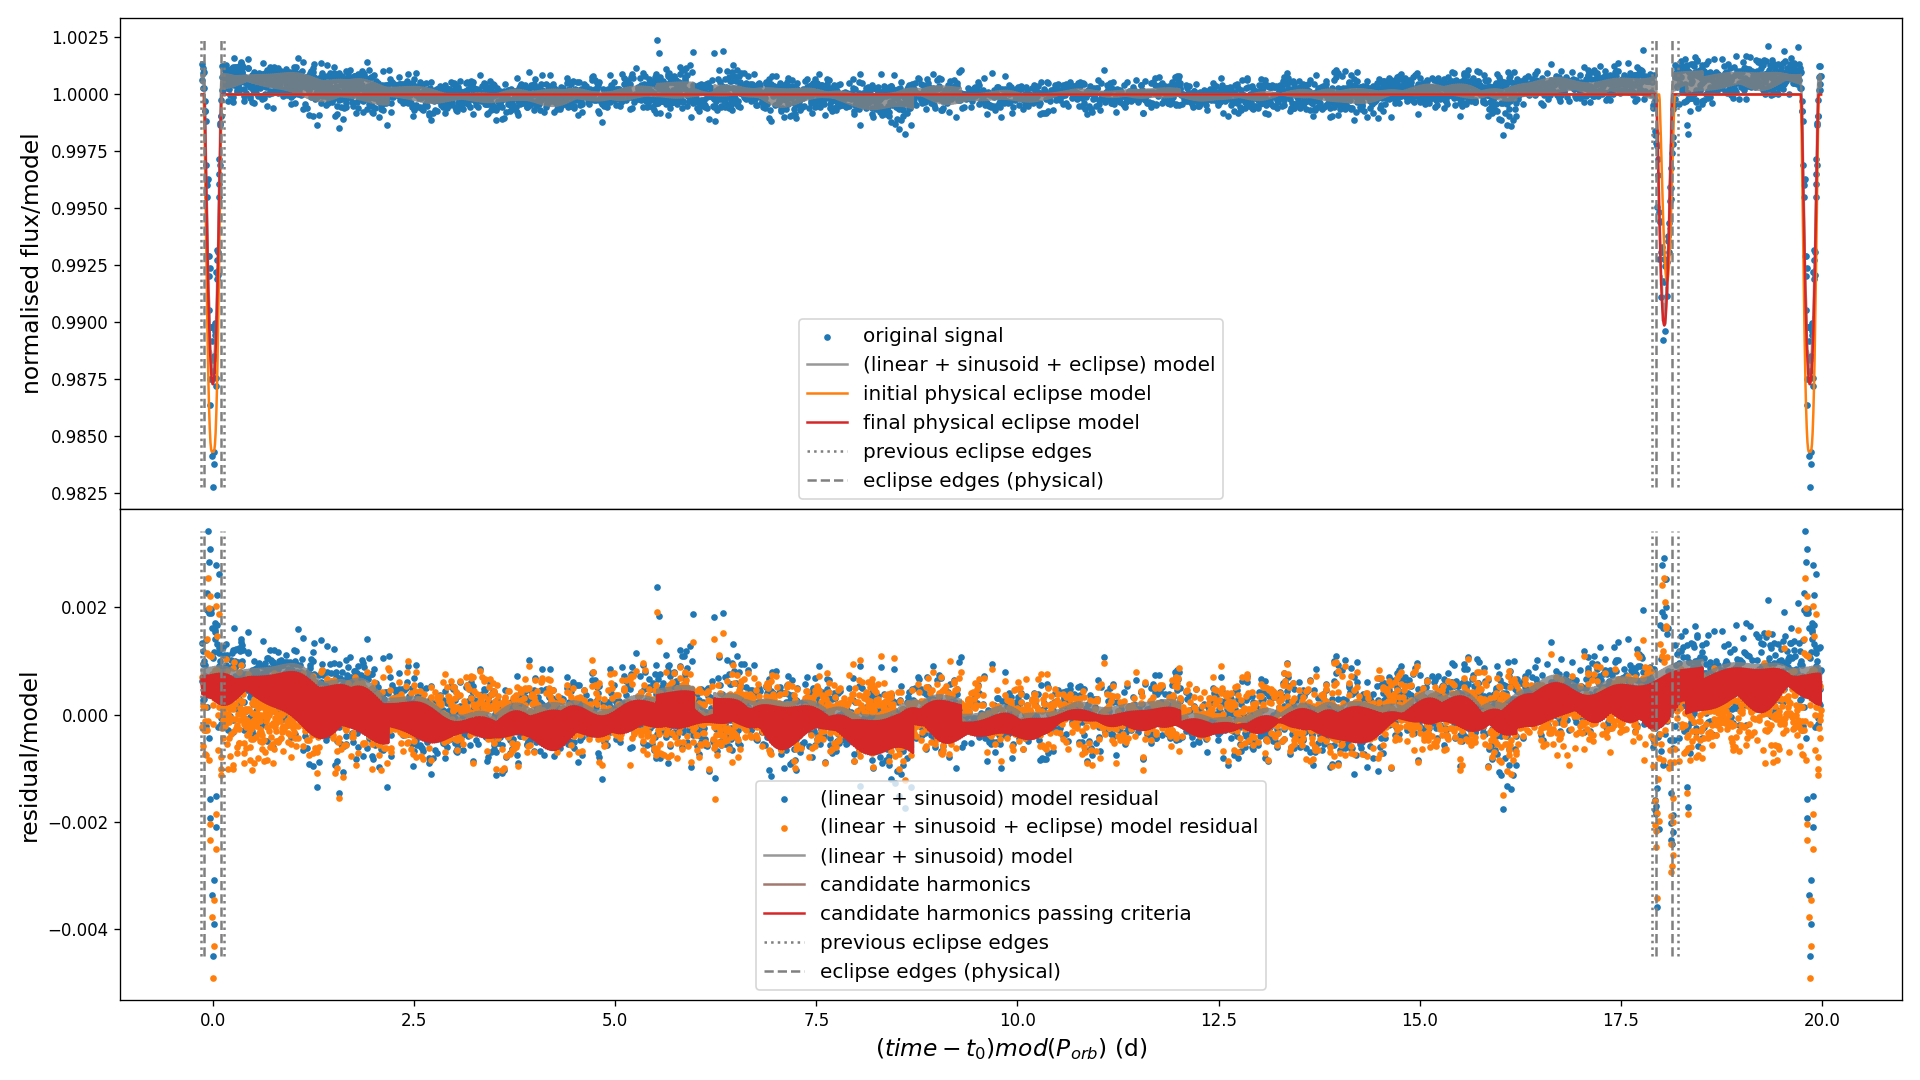 1.0025
1.0000
0.9975
0.9950
0.9925
0.9900
0.9875
0.9850
0.9825
normalised flux/model
original signal
(linear + sinusoid + eclipse) model
initial physical eclipse model
final physical eclipse model
previous eclipse edges
eclipse edges (physical)
0.002
0.000
−0.002
−0.004
residual/model
(linear + sinusoid) model residual
(linear + sinusoid + eclipse) model residual
(linear + sinusoid) model
candidate harmonics
candidate harmonics passing criteria
previous eclipse edges
eclipse edges (physical)
0.0 2.5 5.0 7.5 10.0 12.5 15.0 17.5 20.0
(time − t₀)mod(P_orb) (d)